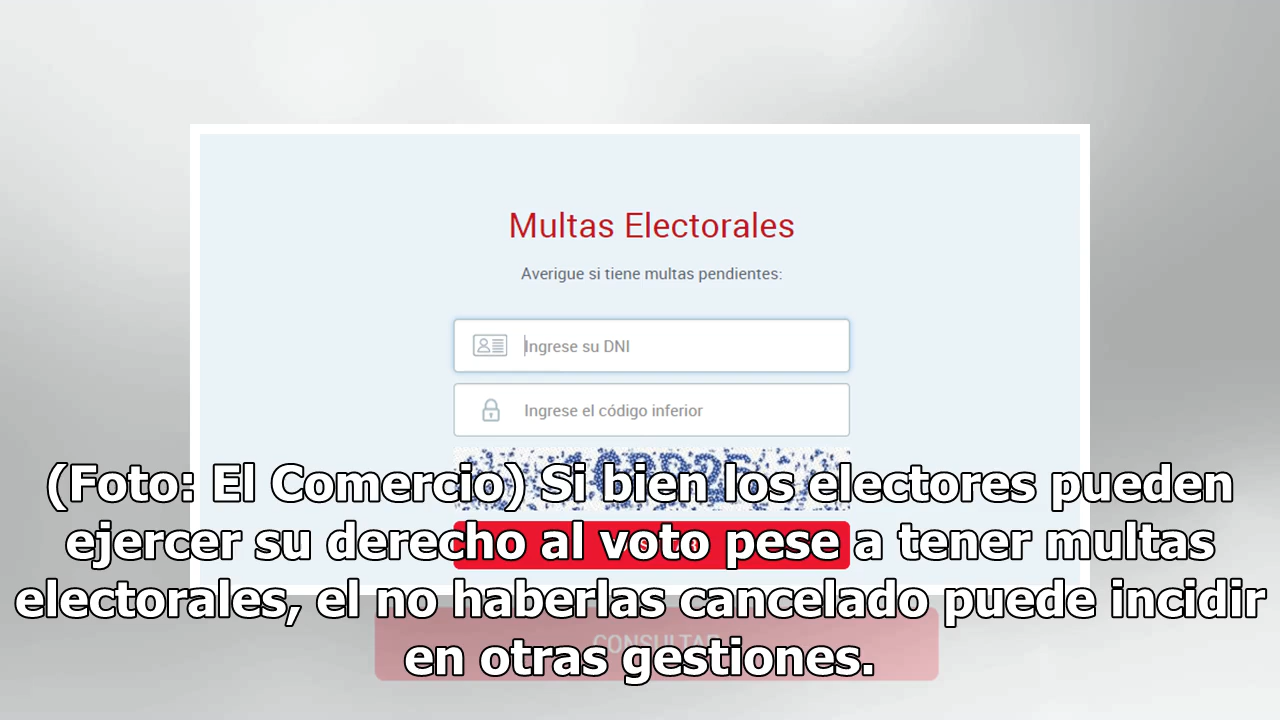 Multas Electorales
Averigue si tiene multas pendientes:
Ingrese su DNI
Ingrese el código inferior
(Foto: El Comercio) Si bien los electores pueden
ejercer su derecho al voto pese a tener multas
electorales, el no haberlas cancelado puede incidir
CONSULTAR
en otras gestiones.